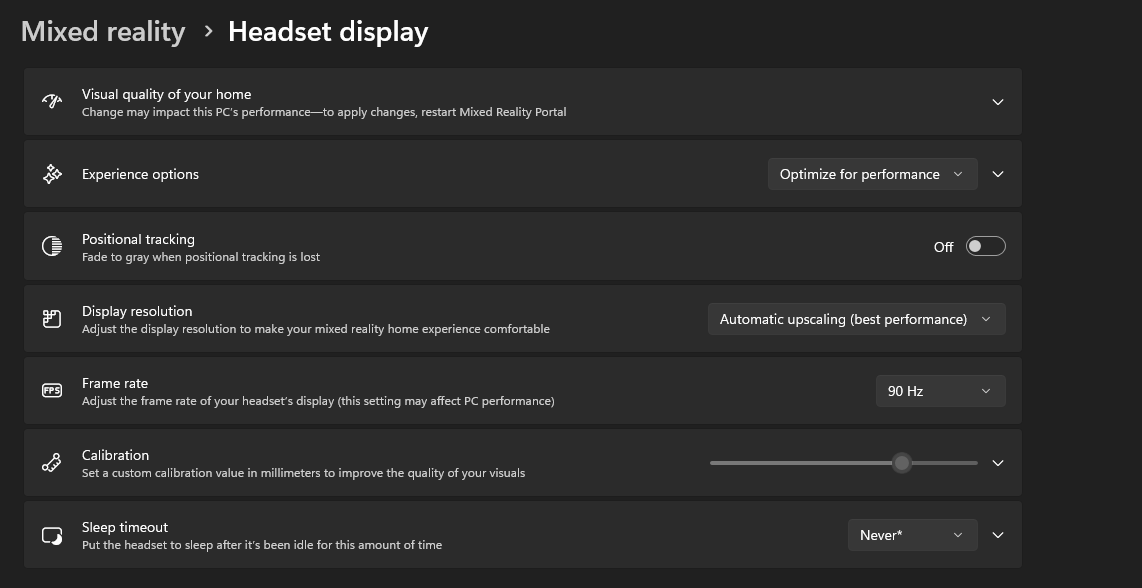 Mixed reality > Headset display
Visual quality of your home
Change may impact this PC's performance—to apply changes, restart Mixed Reality Portal
Experience options
Optimize for performance
Positional tracking
Fade to gray when positional tracking is lost
Off
Display resolution
Adjust the display resolution to make your mixed reality home experience comfortable
Automatic upscaling (best performance)
FPS
Frame rate
Adjust the frame rate of your headset's display (this setting may affect PC performance)
90 Hz
Calibration
Set a custom calibration value in millimeters to improve the quality of your visuals
Sleep timeout
Put the headset to sleep after it's been idle for this amount of time
Never*